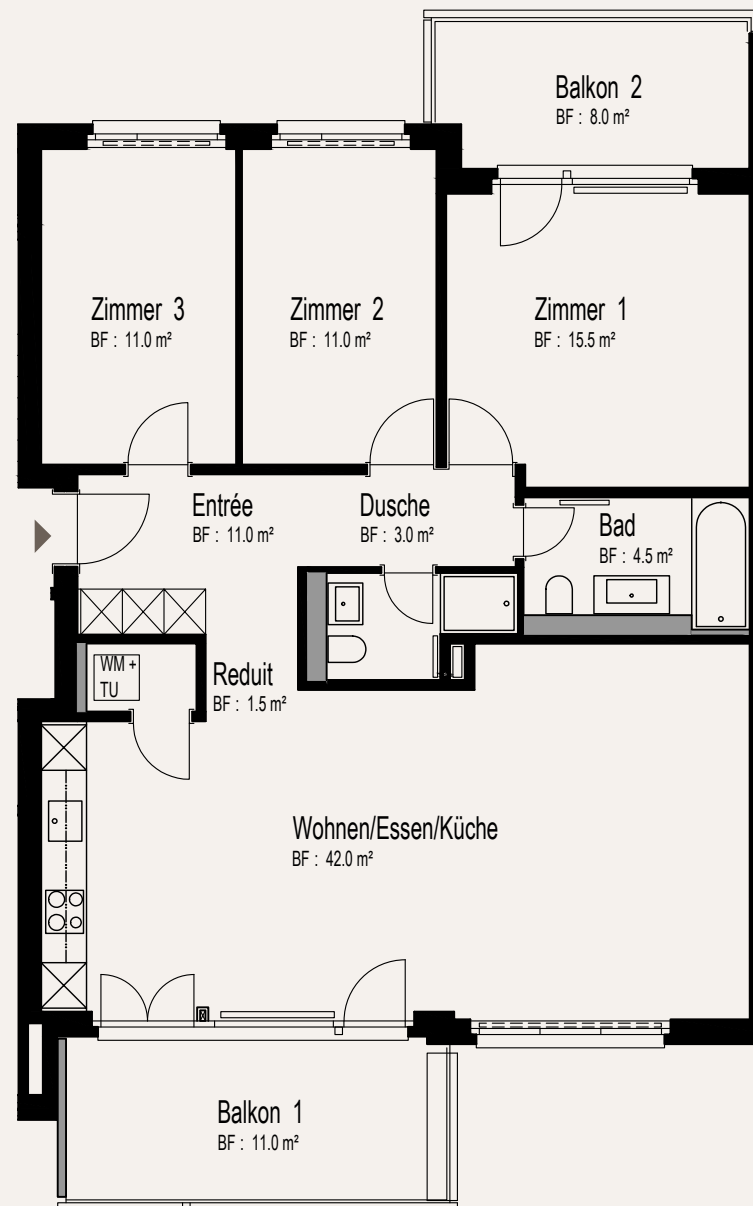 Balkon 2
BF : 8.0 m²
Zimmer 3
BF : 11.0 m²
Zimmer 2
BF : 11.0 m²
Zimmer 1
BF : 15.5 m²
Entrée
BF : 11.0 m²
Dusche
BF : 3.0 m²
Bad
BF : 4.5 m²
WM +
TU
Reduit
BF : 1.5 m²
Wohnen/Essen/Küche
BF : 42.0 m²
Balkon 1
BF : 11.0 m²